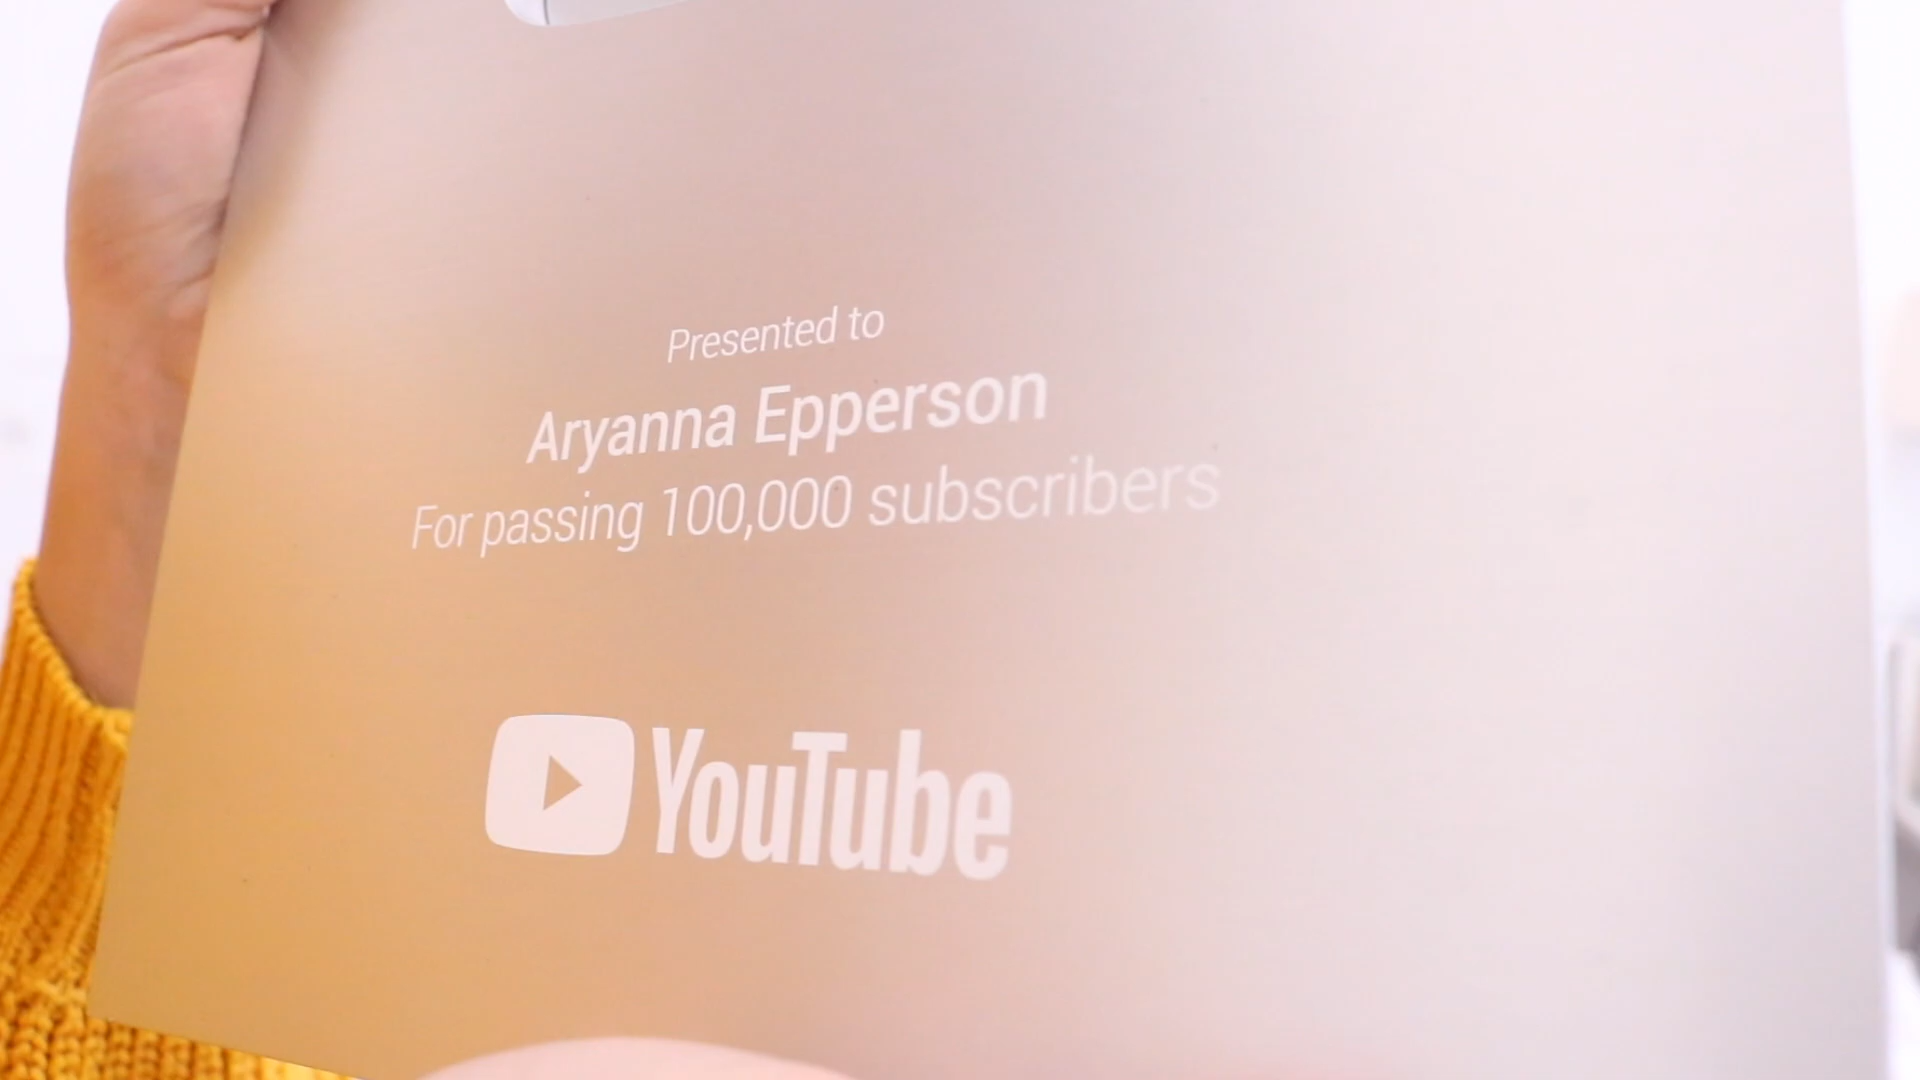 Presented to
Aryanna Epperson
For passing 100,000 subscribers
YouTube